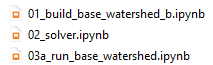 01_build_base_watershed_b.ipynb
02_solver.ipynb
03a_run_base_watershed.ipynb